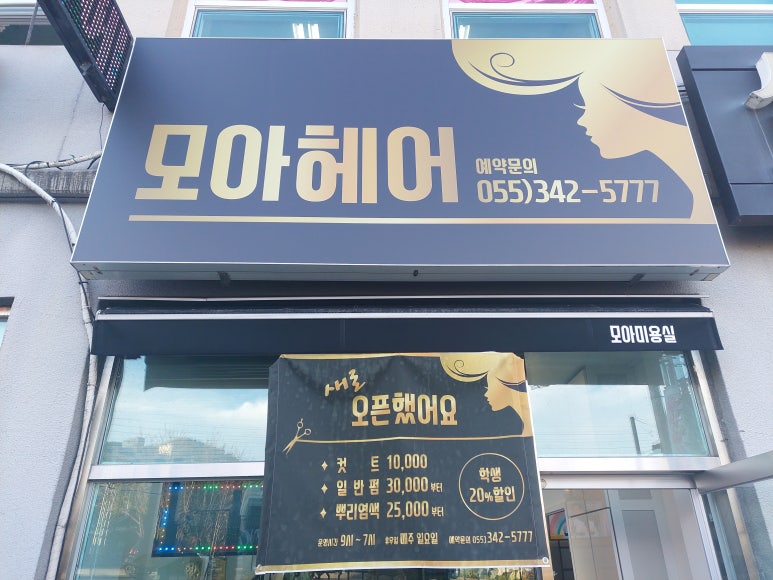 모아헤어
예약문의
055)342-5777
모아미용실
새로
오픈했어요
컷 트 10,000
일반펌 30,000부터
뿌리염색 25,000부터
학생
20%할인
운영시간 9시~7시 휴무일 매주 일요일 예약문의 055)342-5777